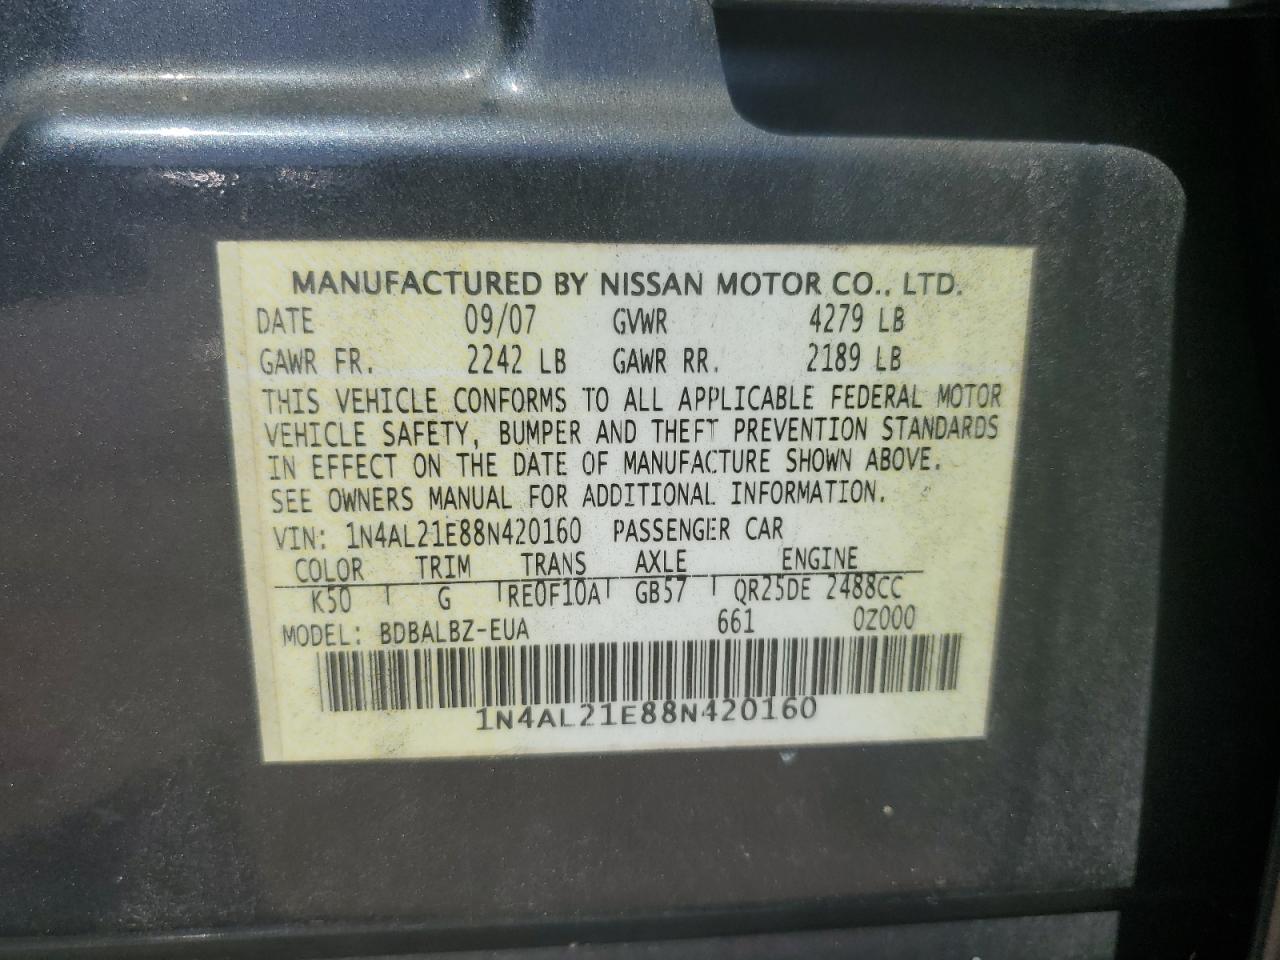 MANUFACTURED BY NISSAN MOTOR CO., LTD.
DATE 09/07 GVWR 4279 LB
GAWR FR. 2242 LB GAWR RR. 2189 LB
THIS VEHICLE CONFORMS TO ALL APPLICABLE FEDERAL MOTOR
VEHICLE SAFETY, BUMPER AND THEFT PREVENTION STANDARDS
IN EFFECT ON THE DATE OF MANUFACTURE SHOWN ABOVE.
SEE OWNERS MANUAL FOR ADDITIONAL INFORMATION.
VIN: 1N4AL21E88N420160 PASSENGER CAR
COLOR TRIM TRANS AXLE ENGINE
K50 G RE0F10A GB57 QR25DE 2488CC
MODEL: BDBALBZ-EUA 661 0Z000
1N4AL21E88N420160